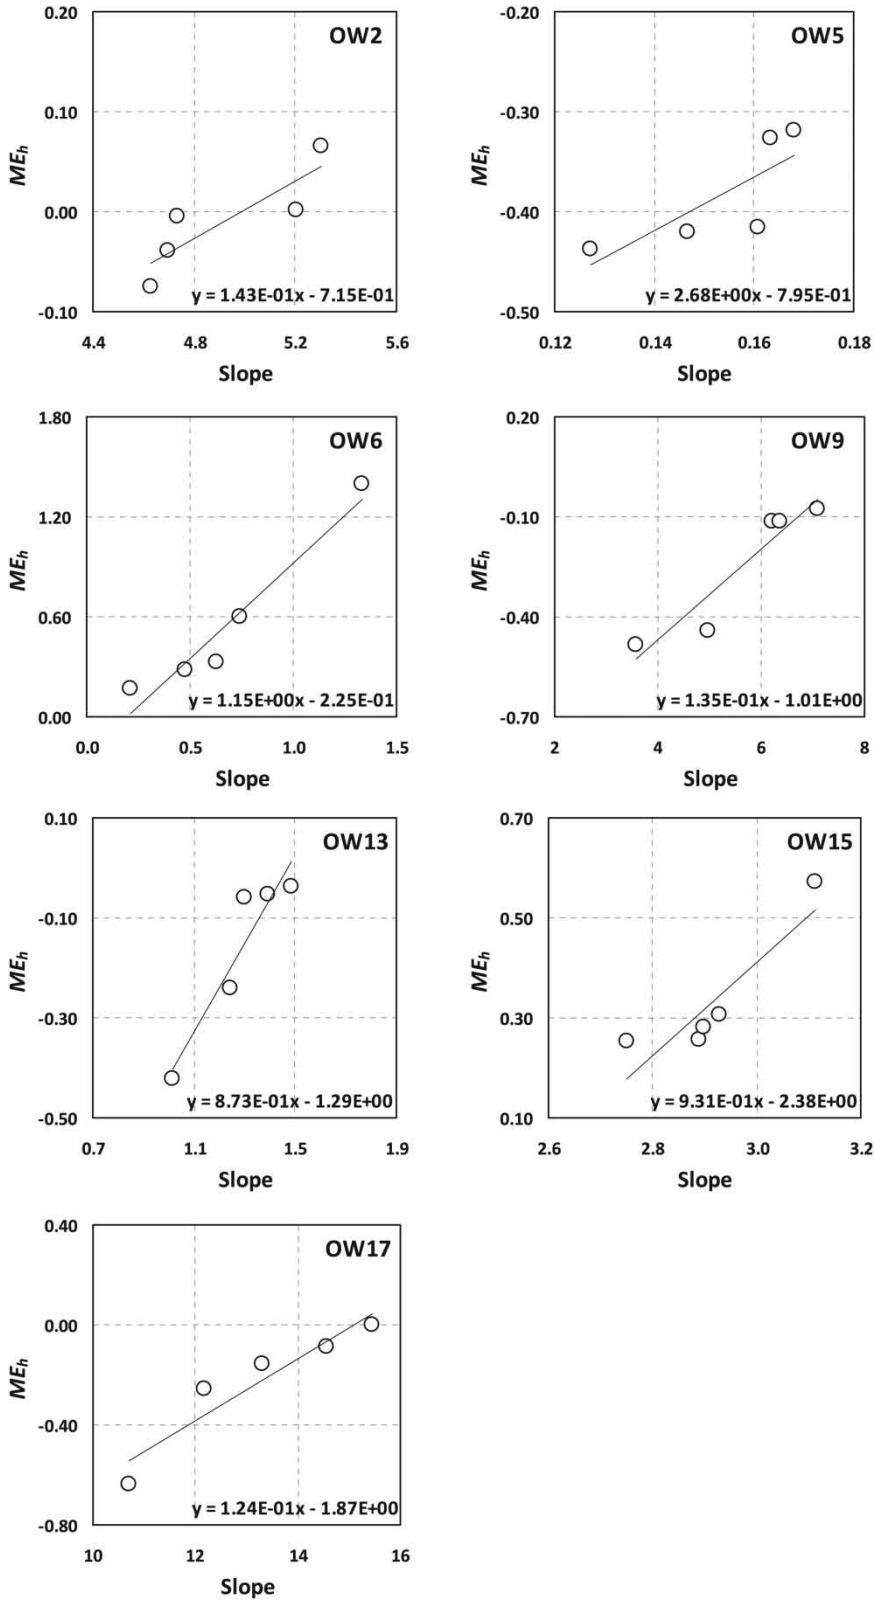 0.20
OW2
0.10
ME_h
0.00
-0.10
y = 1.43E-01x - 7.15E-01
4.4 4.8 5.2 5.6
Slope
-0.20
OW5
-0.30
ME_h
-0.40
-0.50
y = 2.68E+00x - 7.95E-01
0.12 0.14 0.16 0.18
Slope
1.80
OW6
1.20
ME_h
0.60
0.00
y = 1.15E+00x - 2.25E-01
0.0 0.5 1.0 1.5
Slope
0.20
OW9
-0.10
ME_h
-0.40
-0.70
y = 1.35E-01x - 1.01E+00
2 4 6 8
Slope
0.10
OW13
-0.10
ME_h
-0.30
-0.50
y = 8.73E-01x - 1.29E+00
0.7 1.1 1.5 1.9
Slope
0.70
OW15
0.50
ME_h
0.30
0.10
y = 9.31E-01x - 2.38E+00
2.6 2.8 3.0 3.2
Slope
0.40
OW17
0.00
ME_h
-0.40
-0.80
y = 1.24E-01x - 1.87E+00
10 12 14 16
Slope